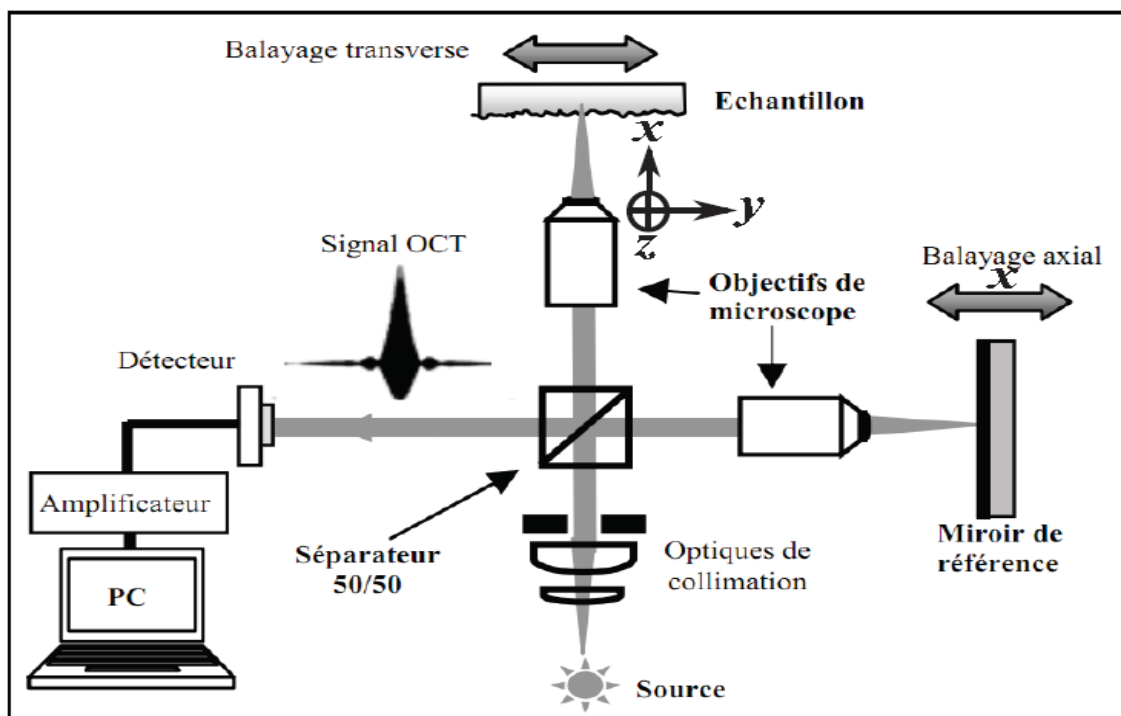 Balayage transverse
Echantillon
x
y
z
Signal OCT
Balayage axial
x
Objectifs de
microscope
Détecteur
Amplificateur
PC
Séparateur
50/50
Optiques de
collimation
Miroir de
référence
Source